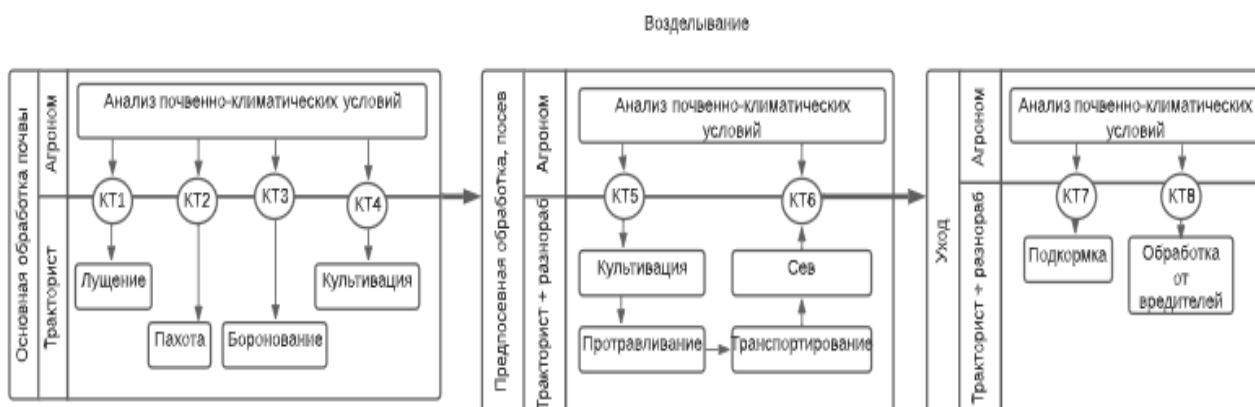 Возделывание
Основная обработка почвы
Агроном
Тракторист
Анализ почвенно-климатических условий
КТ1
КТ2
КТ3
КТ4
Лущение
Культивация
Пахота
Боронование
Предпосевная обработка, посев
Агроном
Тракторист + разнораб
Анализ почвенно-климатических
условий
КТ5
КТ6
Культивация
Сев
Протравливание
Транспортирование
Уход
Агроном
Тракторист + разнораб
Анализ почвенно-климатических
условий
КТ7
КТ8
Подкормка
Обработка
от
вредителей